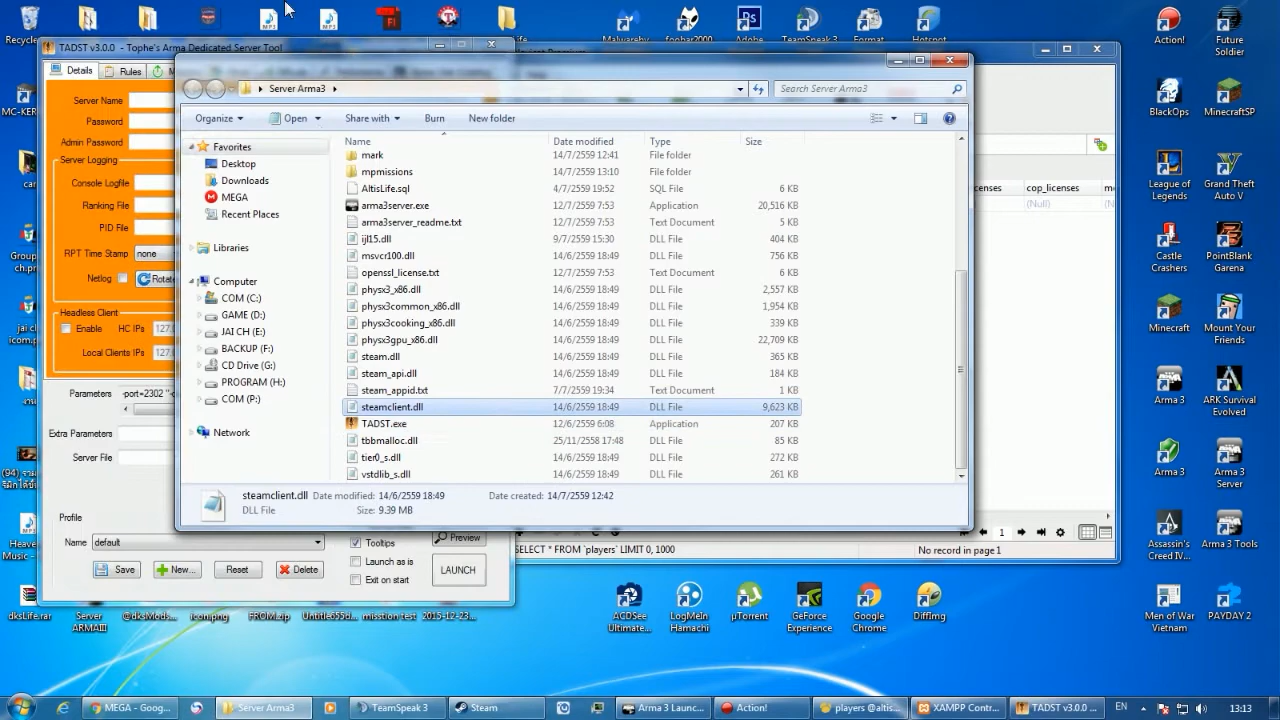 Recycle
Malwareby...
foobar2000
Adobe
TeamSpeak
Format
Hotspot
Action!
Future
Soldier
TADST v3.0.0 - Tophe's Arma Dedicated Server Tool
Details
Rules
Server Name
Password
Admin Password
Server Logging
Console Logfile
Ranking File
PID File
RPT Time Stamp
none
Netlog
Rotate
Headless Client
Enable
HC IPs
127.
Local Clients IPs
127.
Parameters
-port=2302 "-
Extra Parameters
Server File
Profile
Name
default
Save
New...
Reset
Delete
Tooltips
Launch as is
Exit on start
Preview
LAUNCH
Server Arma3
Search Server Arma3
Organize
Open
Share with
Burn
New folder
Favorites
Desktop
Downloads
MEGA
Recent Places
Libraries
Computer
COM (C:)
GAME (D:)
JAI CH (E:)
BACKUP (F:)
CD Drive (G:)
PROGRAM (H:)
COM (P:)
Network
Name Date modified Type Size
mark 14/7/2559 12:41 File folder
mpmissions 14/7/2559 13:10 File folder
AltisLife.sql 4/7/2559 19:52 SQL File 6 KB
arma3server.exe 12/7/2559 7:53 Application 20,516 KB
arma3server_readme.txt 12/7/2559 7:53 Text Document 5 KB
ijl15.dll 9/7/2559 15:30 DLL File 404 KB
msvcr100.dll 14/6/2559 18:49 DLL File 756 KB
openssl_license.txt 12/7/2559 7:53 Text Document 6 KB
physx3_x86.dll 14/6/2559 18:49 DLL File 2,557 KB
physx3common_x86.dll 14/6/2559 18:49 DLL File 1,954 KB
physx3cooking_x86.dll 14/6/2559 18:49 DLL File 339 KB
physx3gpu_x86.dll 14/6/2559 18:49 DLL File 22,709 KB
steam.dll 14/6/2559 18:49 DLL File 365 KB
steam_api.dll 14/6/2559 18:49 DLL File 184 KB
steam_appid.txt 7/7/2559 19:34 Text Document 1 KB
steamclient.dll 14/6/2559 18:49 DLL File 9,623 KB
TADST.exe 12/6/2559 6:08 Application 207 KB
tbbmalloc.dll 25/11/2558 17:48 DLL File 85 KB
tier0_s.dll 14/6/2559 18:49 DLL File 272 KB
vstdlib_s.dll 14/6/2559 18:49 DLL File 261 KB
steamclient.dll Date modified: 14/6/2559 18:49 Date created: 14/7/2559 12:42
DLL File Size: 9.39 MB
cop_licenses
(Null)
1
SELECT * FROM `players` LIMIT 0, 1000
No record in page 1
BlackOps
MinecraftSP
League of
Legends
Grand Theft
Auto V
Castle
Crashers
PointBlank
Garena
Minecraft
Mount Your
Friends
Arma 3
ARK Survival
Evolved
Arma 3
Arma 3
Server
Assassin's
Creed IV...
Arma 3 Tools
Men of War
Vietnam
PAYDAY 2
dksLife.rar
Server
ARMAIII
@dksMods...
icon.png
FROM.zip
Untitle655d...
misstion test
2015-12-23...
ACDSee
Ultimate...
LogMeIn
Hamachi
µTorrent
GeForce
Experience
Google
Chrome
DiffImg
MEGA - Goog...
Server Arma3
TeamSpeak 3
Steam
Arma 3 Launc...
Action!
players @altis...
XAMPP Contr...
TADST v3.0.0 ...
EN
13:13